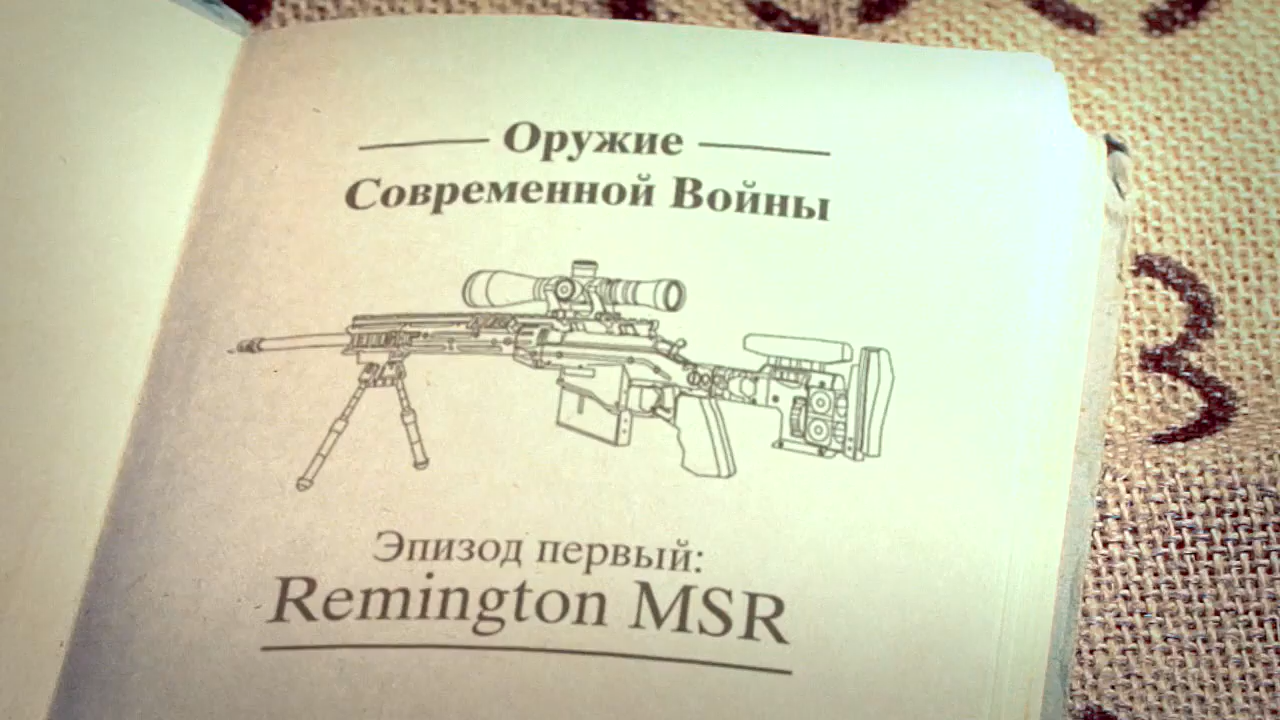 Оружие
Современной Войны
Эпизод первый:
Remington MSR